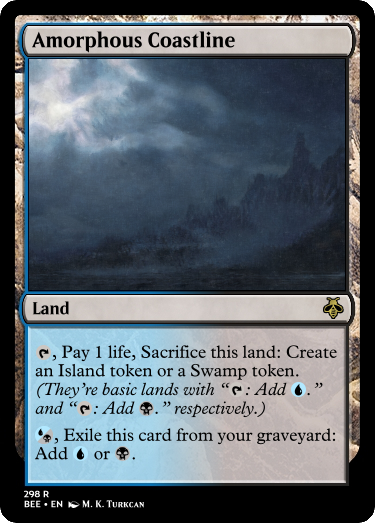 Amorphous Coastline
Land
, Pay 1 life, Sacrifice this land: Create
an Island token or a Swamp token.
(They're basic lands with “: Add .”
and “: Add .” respectively.)
, Exile this card from your graveyard:
Add or .
298 R
BEE • EN M. K. Turkcan